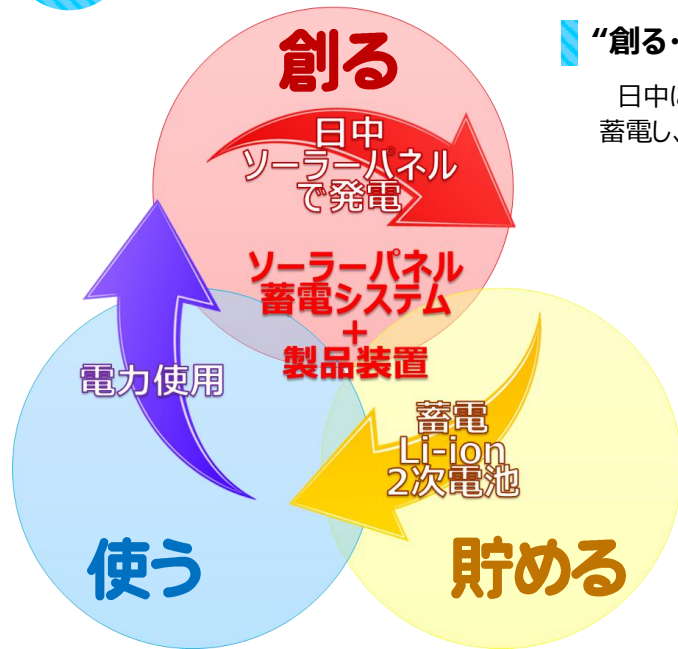 創る
日中
ソーラーパネル
で発電
ソーラーパネル
蓄電システム
+
製品装置
電力使用
蓄電
Li-ion
2次電池
使う
貯める
“創る・
日中に
蓄電し、